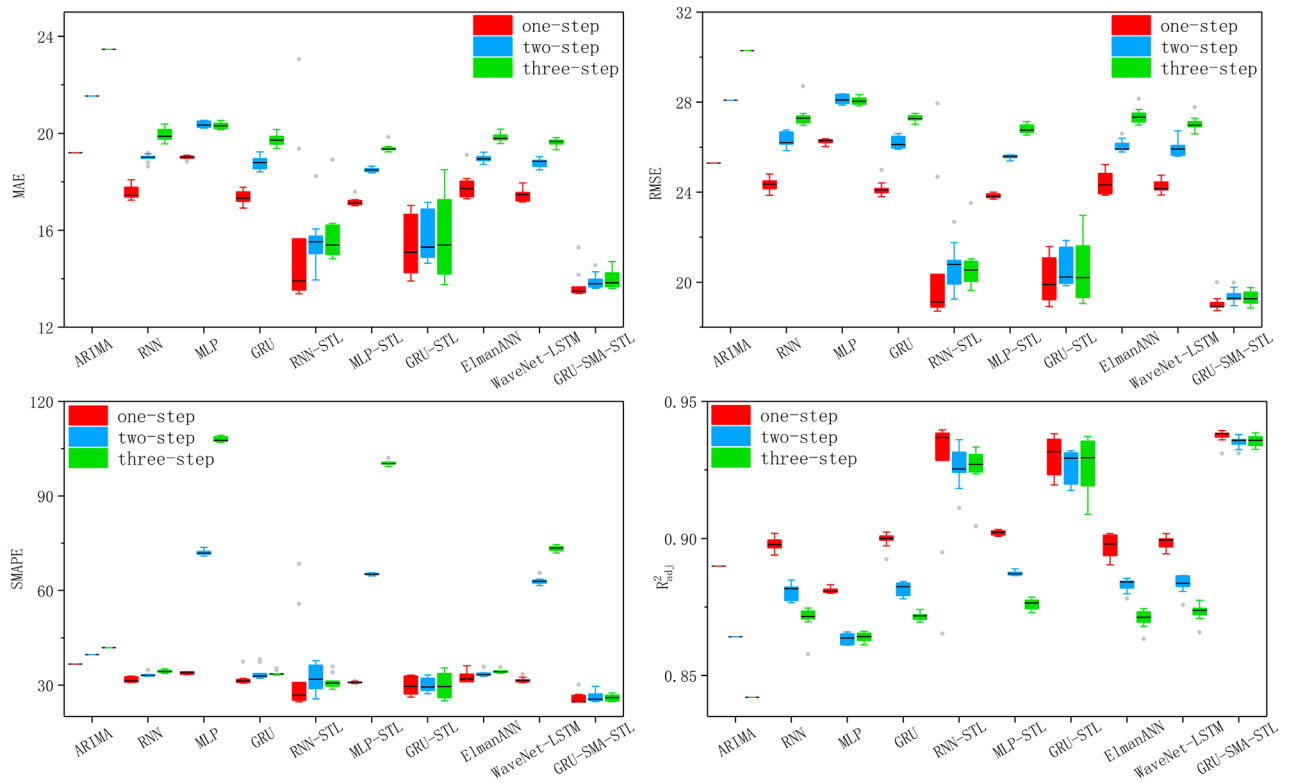 24
20
16
12
MAE
one-step
two-step
three-step
ARIMA
RNN
MLP
GRU
RNN-STL
MLP-STL
GRU-STL
ElmanANN
WaveNet-LSTM
GRU-SMA-STL
32
28
24
20
RMSE
one-step
two-step
three-step
ARIMA
RNN
MLP
GRU
RNN-STL
MLP-STL
GRU-STL
ElmanANN
WaveNet-LSTM
GRU-SMA-STL
120
90
60
30
SMAPE
one-step
two-step
three-step
ARIMA
RNN
MLP
GRU
RNN-STL
MLP-STL
GRU-STL
ElmanANN
WaveNet-LSTM
GRU-SMA-STL
0.95
0.90
0.85
R²adj
one-step
two-step
three-step
ARIMA
RNN
MLP
GRU
RNN-STL
MLP-STL
GRU-STL
ElmanANN
WaveNet-LSTM
GRU-SMA-STL